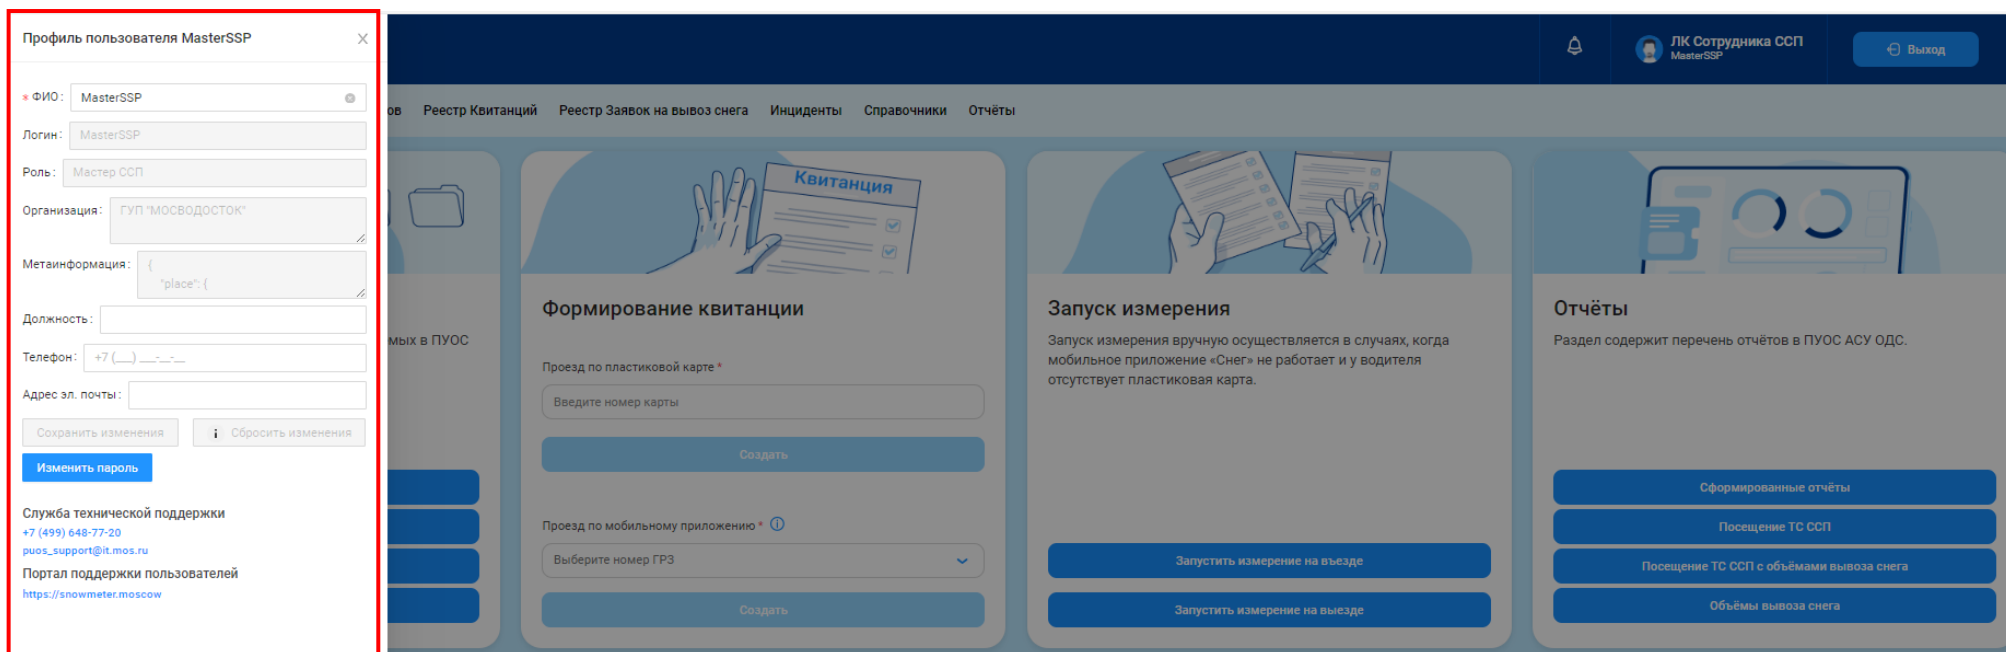 Профиль пользователя MasterSSP
* ФИО: MasterSSP
Логин: MasterSSP
Роль: Мастер ССП
Организация: ГУП "МОСВОДОСТОК"
Метаинформация: {
"place": {
Должность:
Телефон: +7 (__) ___-__-__
Адрес эл. почты:
Сохранить изменения
i Сбросить изменения
Изменить пароль
Служба технической поддержки
+7 (499) 648-77-20
puos_support@it.mos.ru
Портал поддержки пользователей
https://snowmeter.moscow
ЛК Сотрудника ССП
MasterSSP
Выход
ов Реестр Квитанций Реестр Заявок на вывоз снега Инциденты Справочники Отчёты
мых в ПУОС
Квитанция
Формирование квитанции
Проезд по пластиковой карте *
Введите номер карты
Создать
Проезд по мобильному приложению *
Выберите номер ГРЗ
Создать
Запуск измерения
Запуск измерения вручную осуществляется в случаях, когда
мобильное приложение «Снег» не работает и у водителя
отсутствует пластиковая карта.
Запустить измерение на въезде
Запустить измерение на выезде
Отчёты
Раздел содержит перечень отчётов в ПУОС АСУ ОДС.
Сформированные отчёты
Посещение ТС ССП
Посещение ТС ССП с объёмами вывоза снега
Объёмы вывоза снега